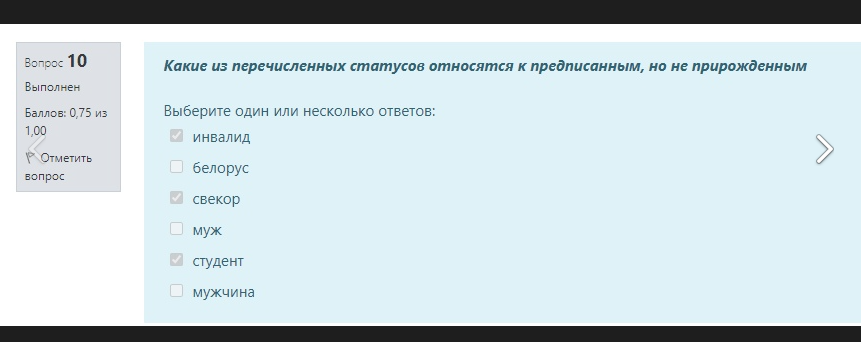 Вопрос 10
Выполнен
Баллов: 0,75 из
1,00
Отметить
вопрос
Какие из перечисленных статусов относятся к предписанным, но не прирожденным
Выберите один или несколько ответов:
инвалид
белорус
свекор
муж
студент
мужчина